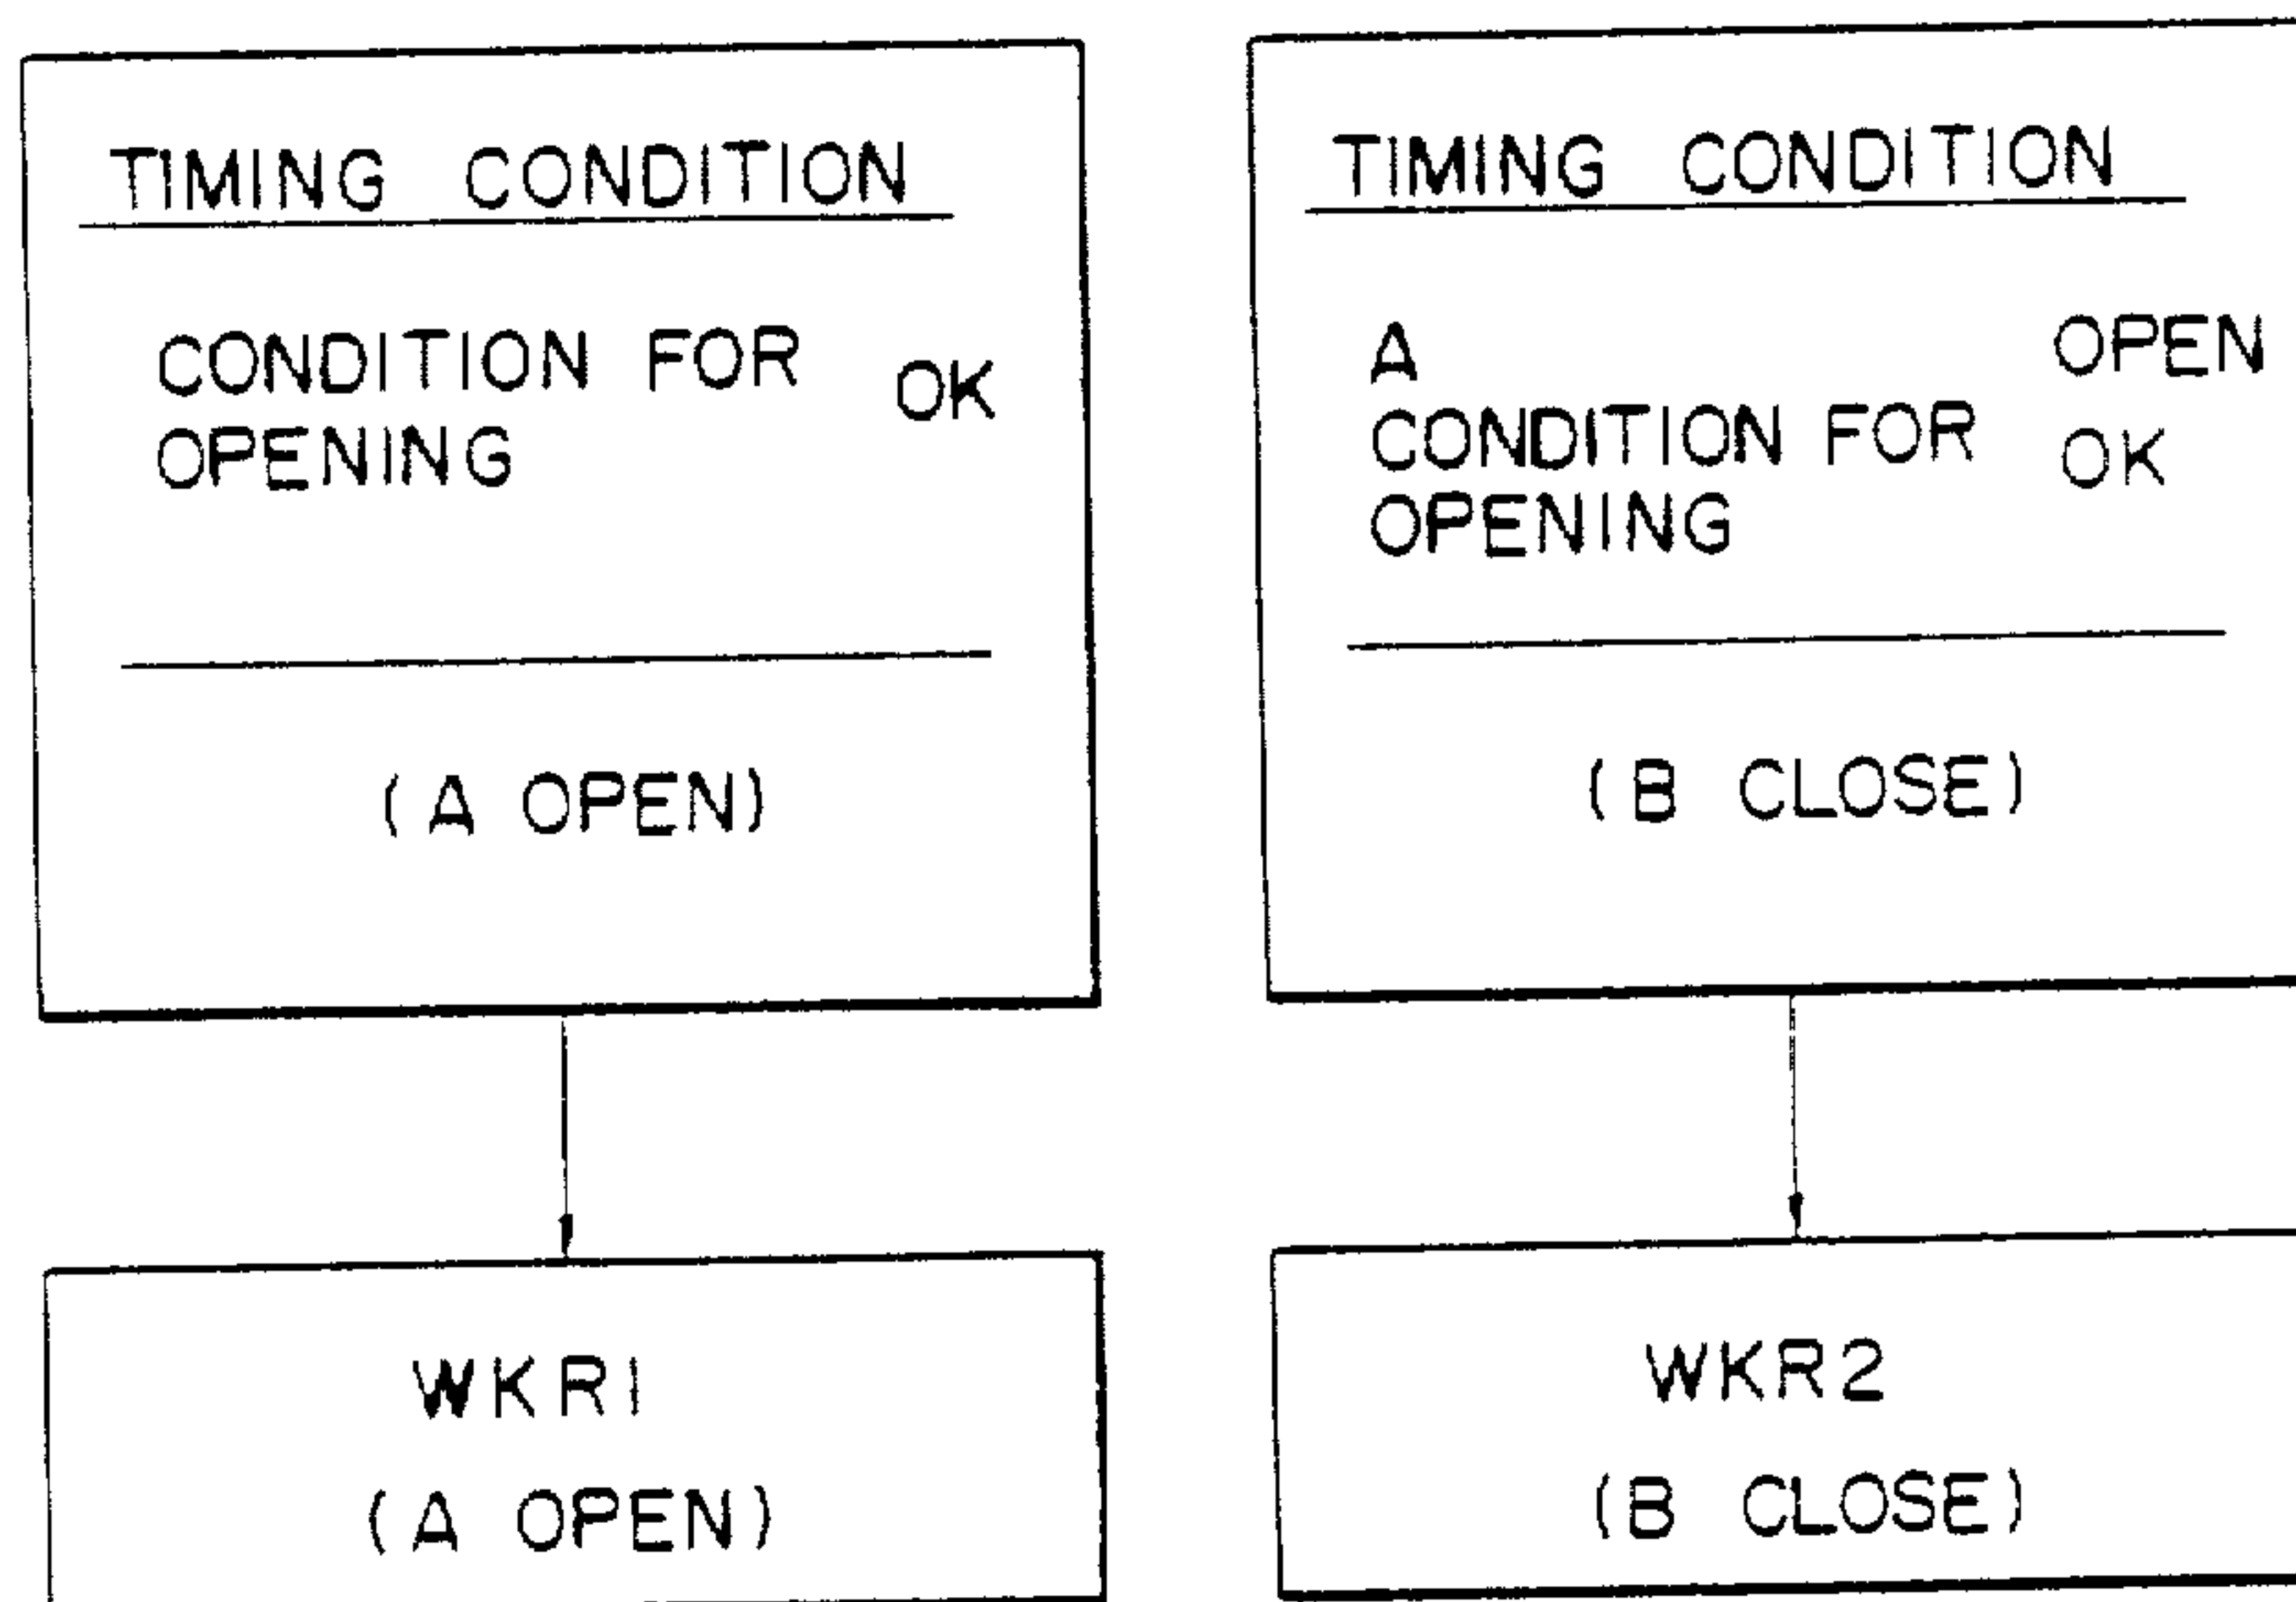 TIMING CONDITION
CONDITION FOR OK
OPENING
(A OPEN)
WKR1
(A OPEN)
TIMING CONDITION
A OPEN
CONDITION FOR OK
OPENING
(B CLOSE)
WKR2
(B CLOSE)